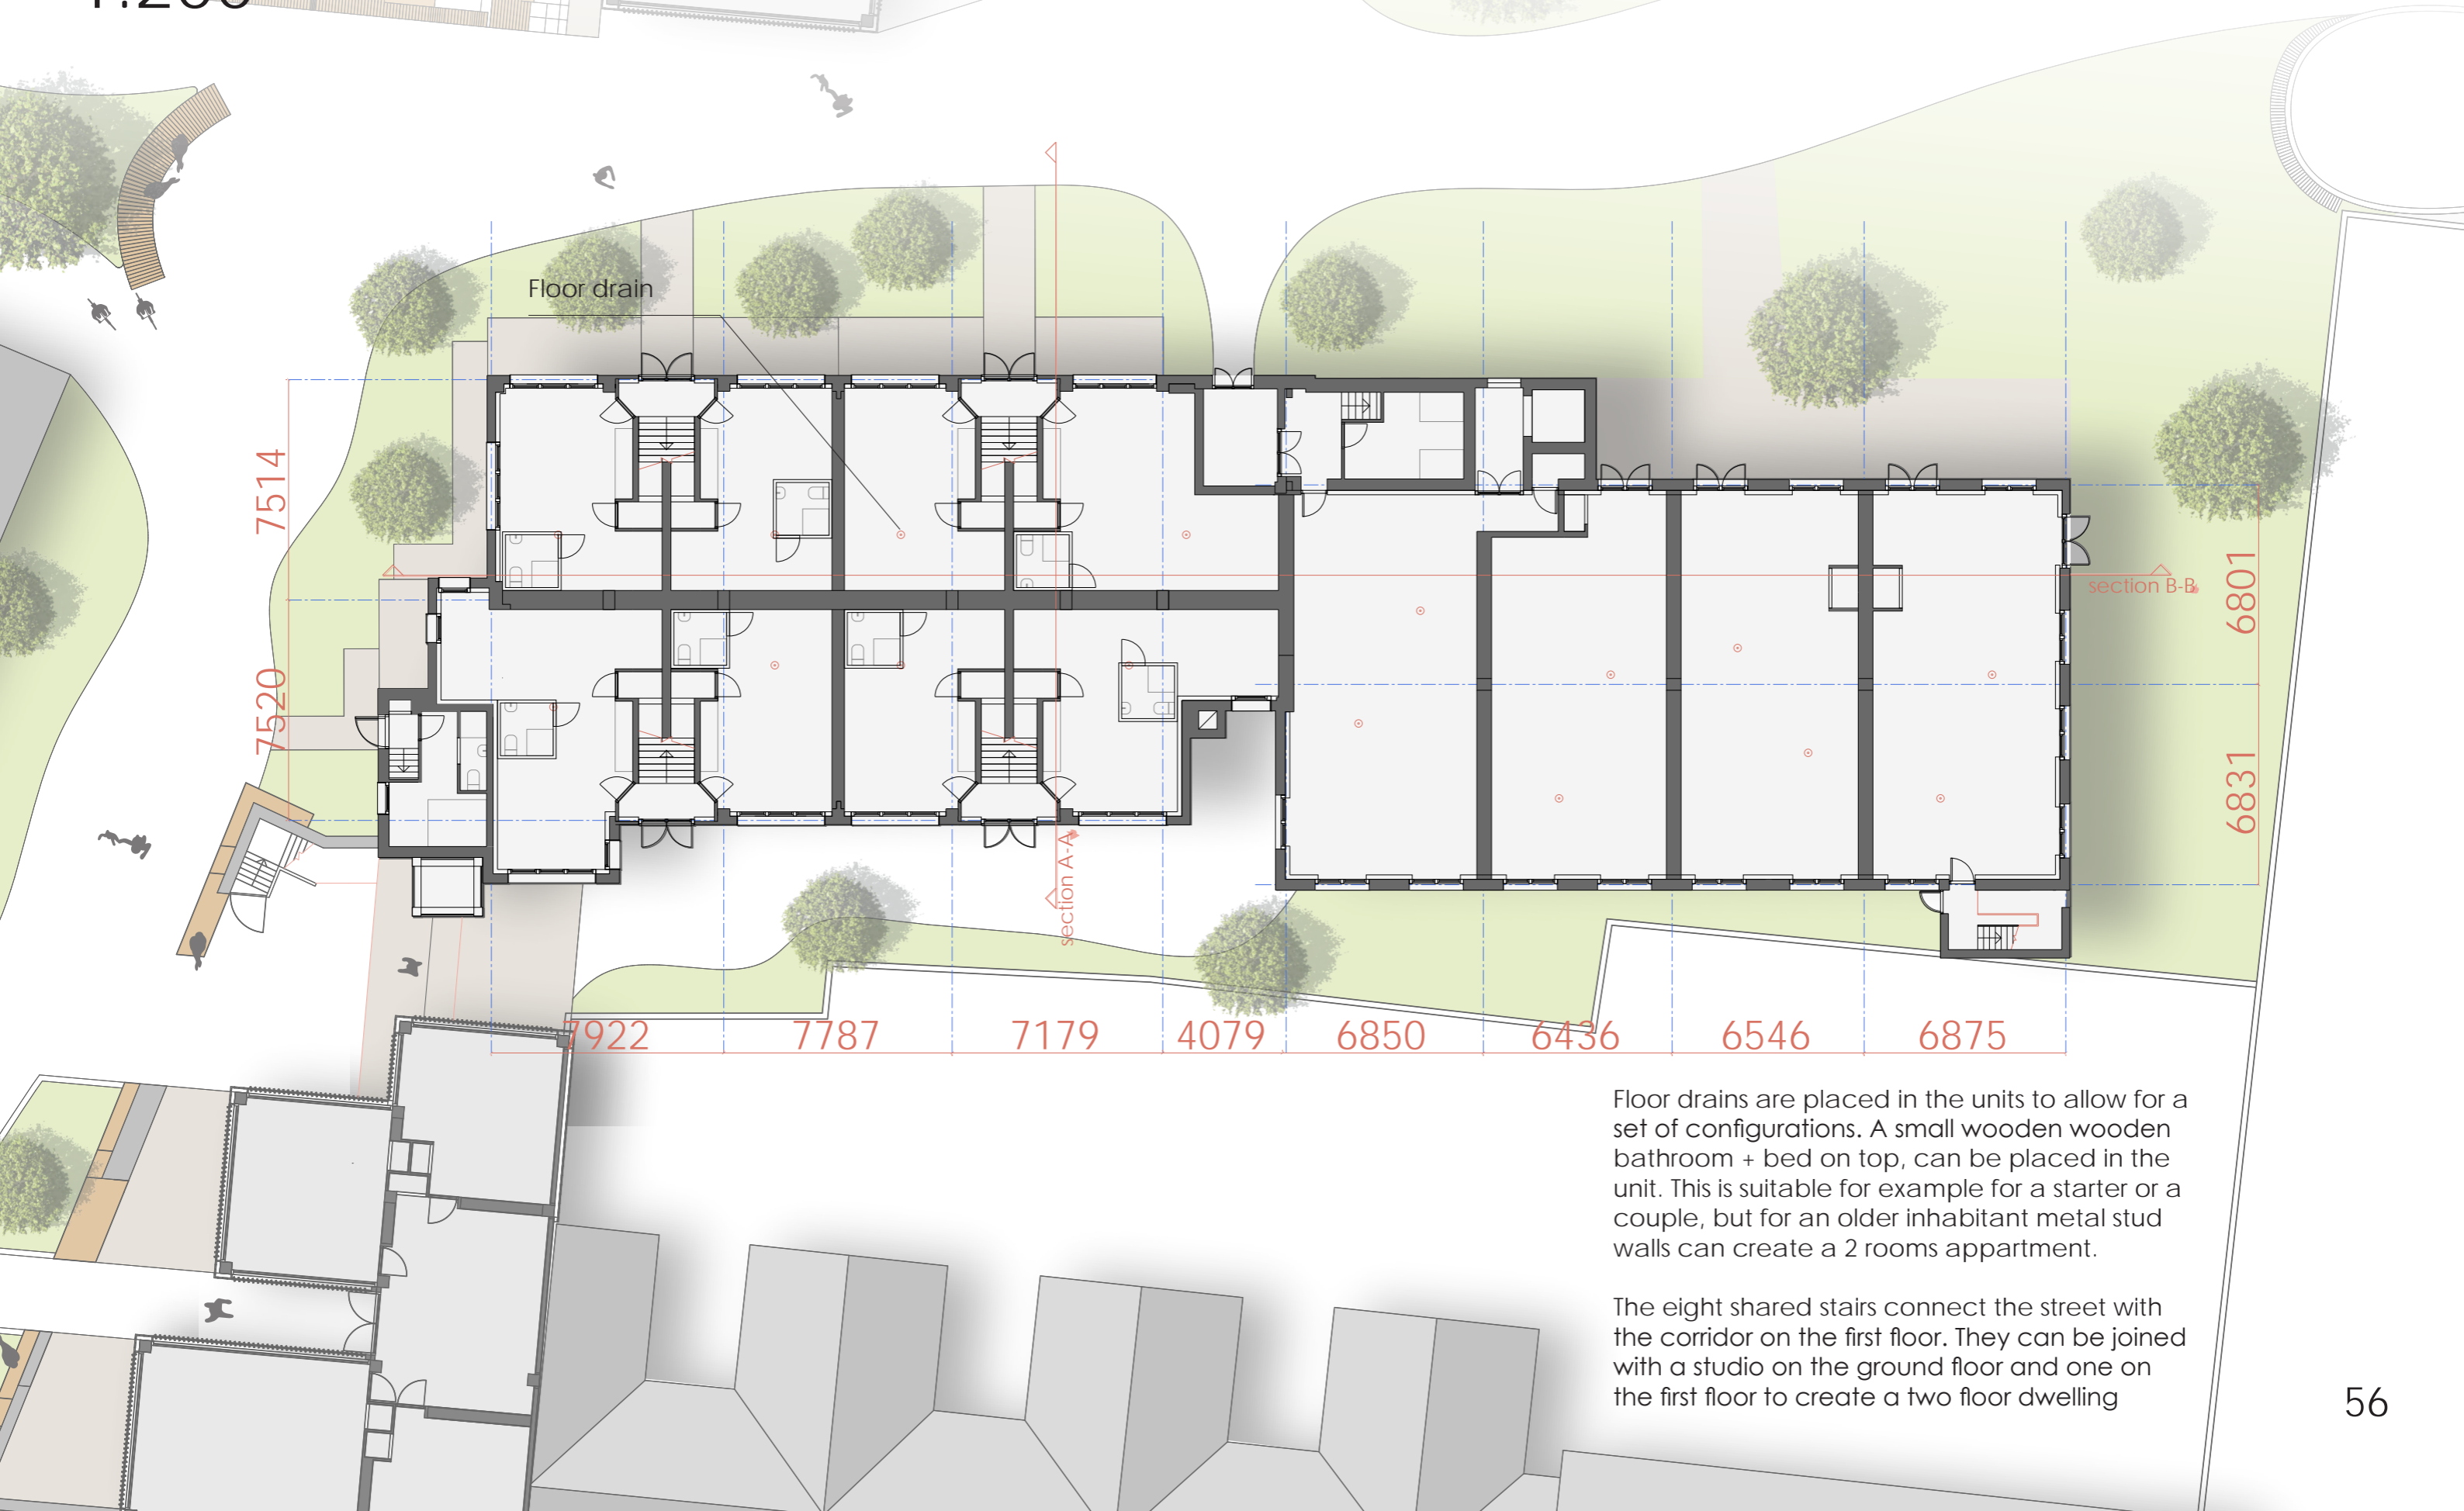 Floor drain
7514
7520
section B-B
6801
6831
section A-A
7922
7787
7179
4079
6850
6436
6546
6875
Floor drains are placed in the units to allow for a
set of configurations. A small wooden wooden
bathroom + bed on top, can be placed in the
unit. This is suitable for example for a starter or a
couple, but for an older inhabitant metal stud
walls can create a 2 rooms appartment.
The eight shared stairs connect the street with
the corridor on the first floor. They can be joined
with a studio on the ground floor and one on
the first floor to create a two floor dwelling
56